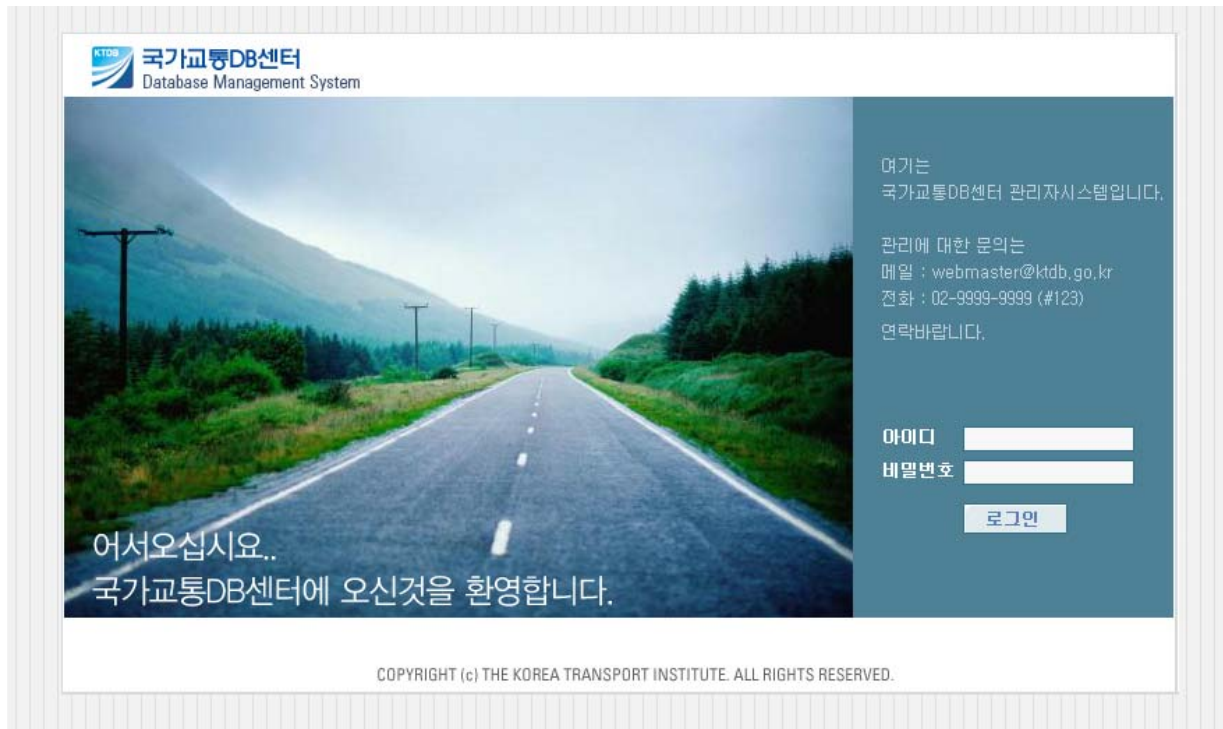 KTDB
국가교통DB센터
Database Management System
여기는
국가교통DB센터 관리자시스템입니다.
관리에 대한 문의는
메일 : webmaster@ktdb.go.kr
전화 : 02-9999-9999 (#123)
연락바랍니다.
아이디
비밀번호
로그인
어서오십시요..
국가교통DB센터에 오신것을 환영합니다.
COPYRIGHT (c) THE KOREA TRANSPORT INSTITUTE. ALL RIGHTS RESERVED.